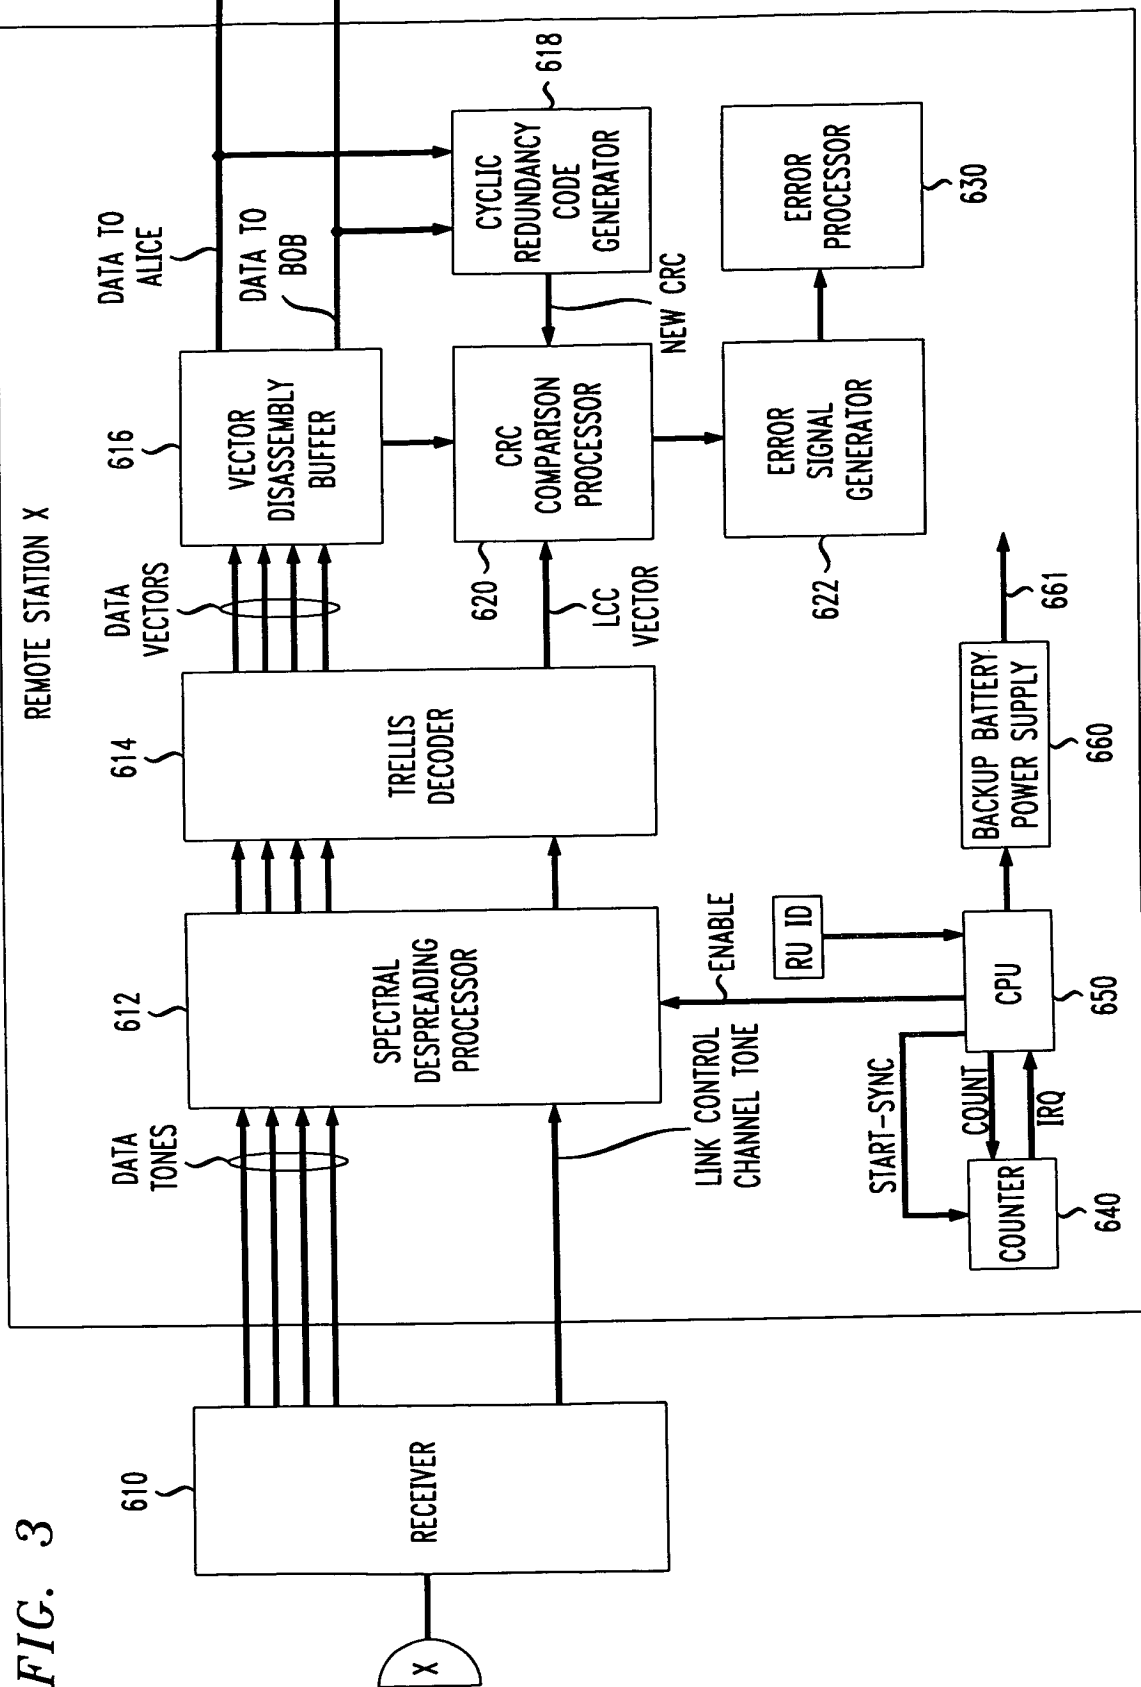 FIG. 3
REMOTE STATION X
X
610
RECEIVER
DATA
TONES
LINK CONTROL
CHANNEL TONE
612
SPECTRAL
DESPREADING
PROCESSOR
ENABLE
614
TRELLIS
DECODER
DATA
VECTORS
LCC
VECTOR
616
VECTOR
DISASSEMBLY
BUFFER
DATA TO
ALICE
DATA TO
BOB
620
CRC
COMPARISON
PROCESSOR
NEW CRC
618
CYCLIC
REDUNDANCY
CODE
GENERATOR
622
ERROR
SIGNAL
GENERATOR
ERROR
PROCESSOR
630
START-SYNC
COUNT
IRQ
COUNTER
640
RU ID
CPU
650
BACKUP BATTERY
POWER SUPPLY
660
661